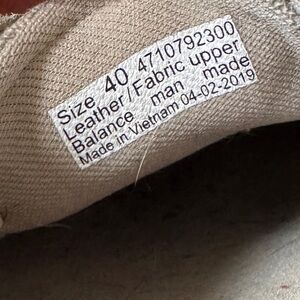 Size 40 4710792300
Leather/Fabric upper
Balance man made
Made in Vietnam 04-02-2019